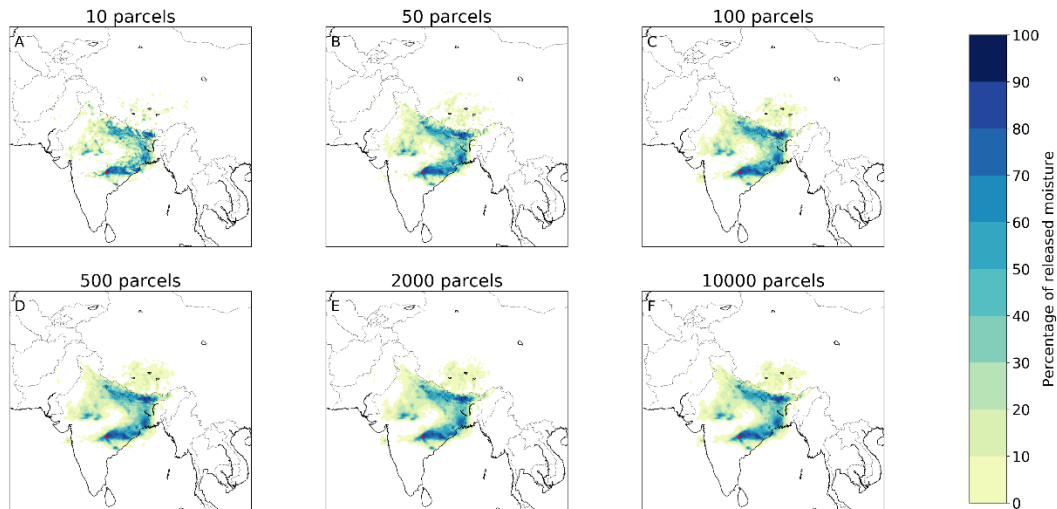 10 parcels
50 parcels
100 parcels
A
B
C
500 parcels
2000 parcels
10000 parcels
D
E
F
100
90
80
70
60
50
40
30
20
10
0
Percentage of released moisture